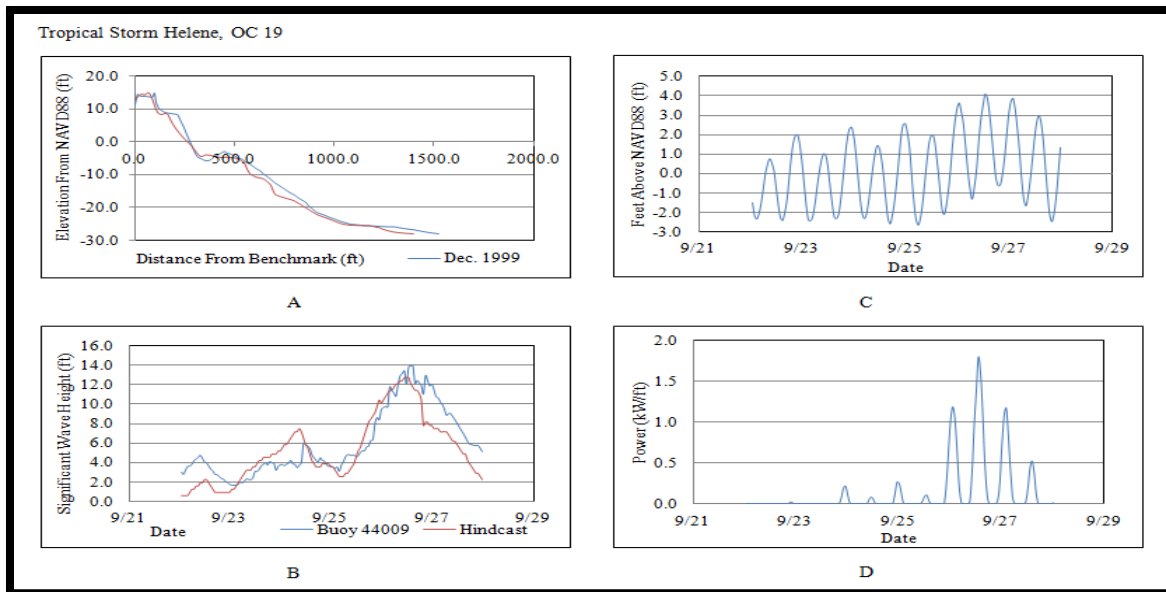 Tropical Storm Helene, OC 19
Elevation From NAVD88 (ft)
20.0
10.0
0.0
-10.0
-20.0
-30.0
0.0 500.0 1000.0 1500.0 2000.0
Distance From Benchmark (ft)
Dec. 1999
A
Feet Above NAVD88 (ft)
5.0
4.0
3.0
2.0
1.0
0.0
-1.0
-2.0
-3.0
9/21 9/23 9/25 9/27 9/29
Date
C
Significant Wave Height (ft)
16.0
14.0
12.0
10.0
8.0
6.0
4.0
2.0
0.0
9/21 9/23 9/25 9/27 9/29
Date
Buoy 44009 Hindcast
B
Power (kW/ft)
2.0
1.5
1.0
0.5
0.0
9/21 9/23 9/25 9/27 9/29
Date
D